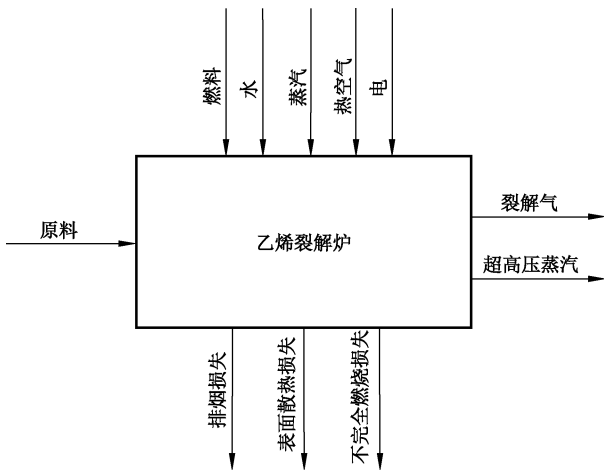 燃料
水
蒸汽
热空气
电
原料
乙烯裂解炉
裂解气
超高压蒸汽
排烟损失
表面散热损失
不完全燃烧损失